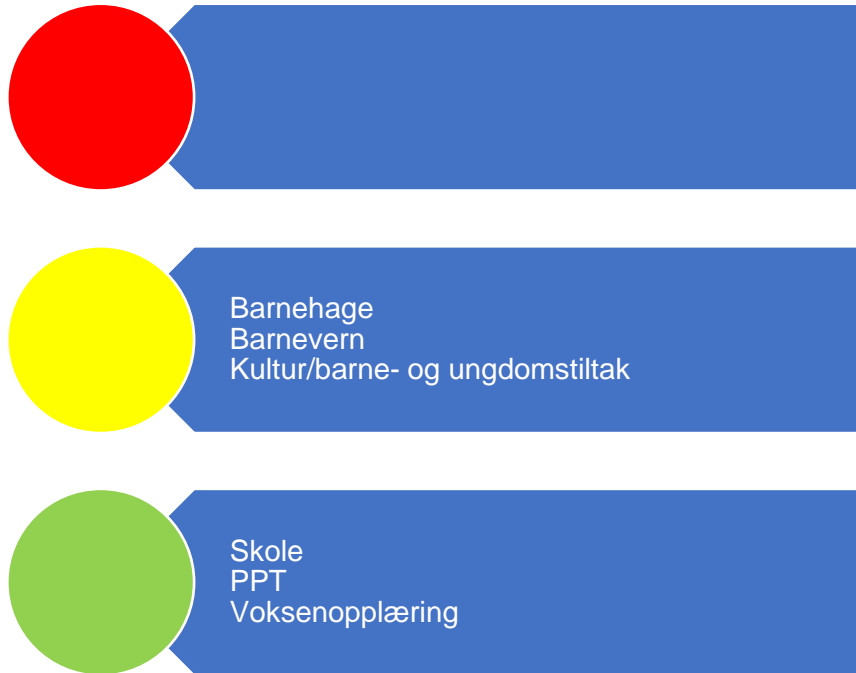 Barnehage
Barnevern
Kultur/barne- og ungdomstiltak
Skole
PPT
Voksenopplæring